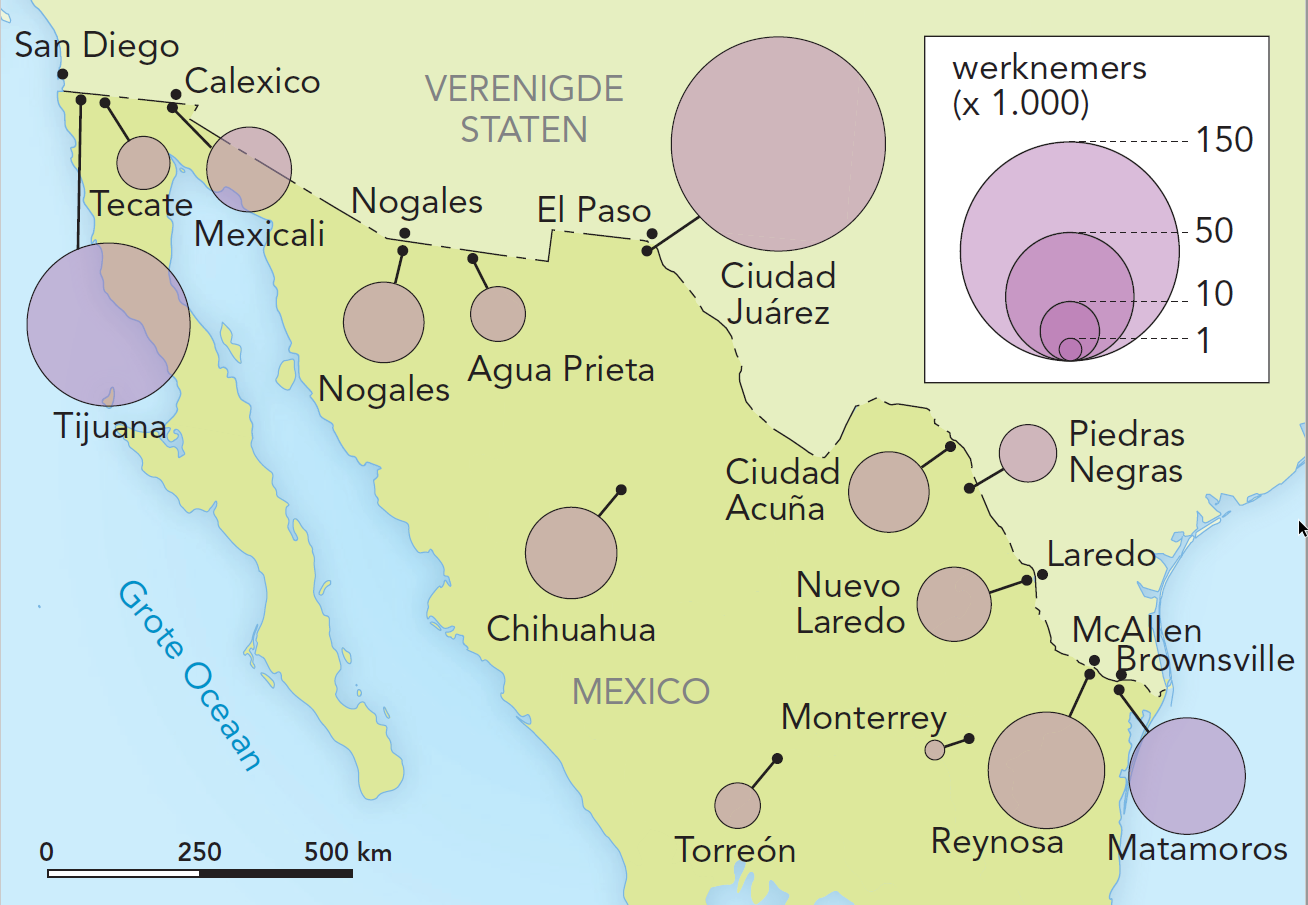 San Diego
Calexico
VERENIGDE
STATEN
werknemers
(x 1.000)
150
50
10
1
Tecate
Mexicali
Nogales
El Paso
Ciudad
Juárez
Nogales
Agua Prieta
Tijuana
Piedras
Negras
Ciudad
Acuña
Laredo
Nuevo
Laredo
Chihuahua
McAllen
Brownsville
Grote Oceaan
MEXICO
Monterrey
Torreón
Reynosa
Matamoros
0 250 500 km